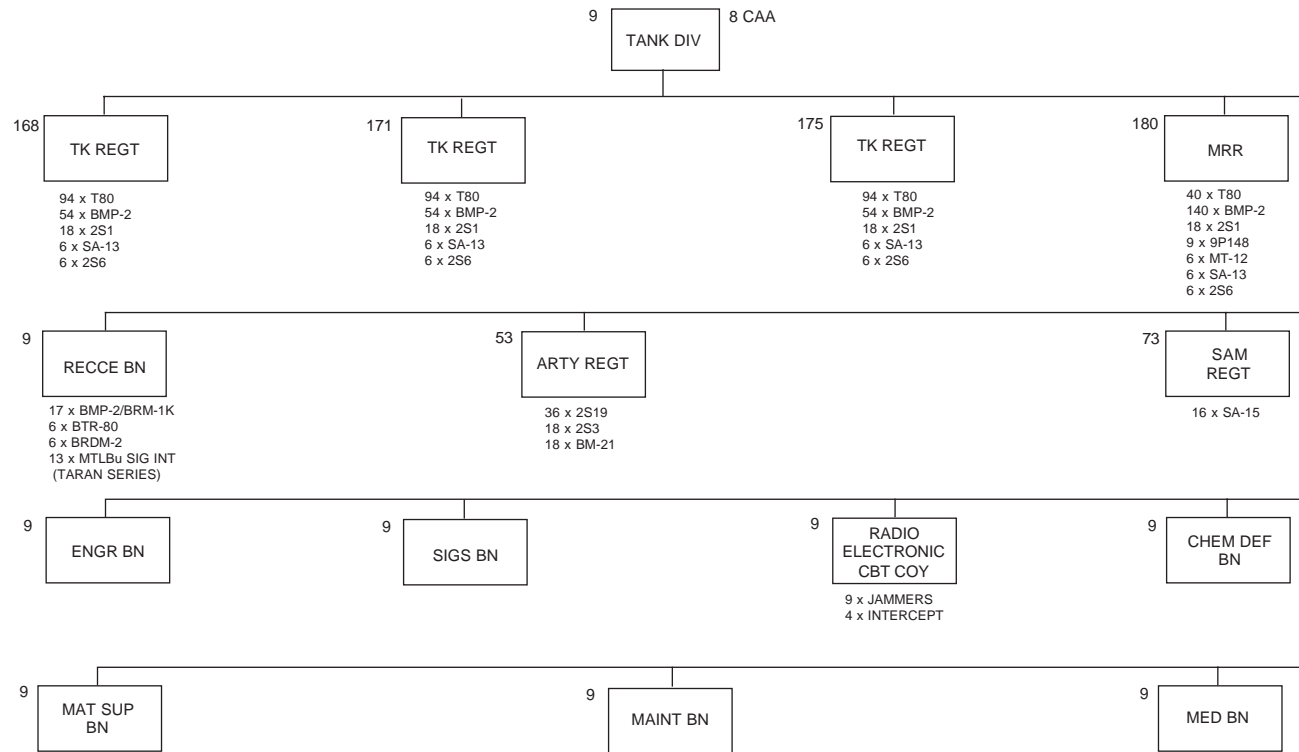 9
8 CAA
TANK DIV
168
TK REGT
94 x T80
54 x BMP-2
18 x 2S1
6 x SA-13
6 x 2S6
171
TK REGT
94 x T80
54 x BMP-2
18 x 2S1
6 x SA-13
6 x 2S6
175
TK REGT
94 x T80
54 x BMP-2
18 x 2S1
6 x SA-13
6 x 2S6
180
MRR
40 x T80
140 x BMP-2
18 x 2S1
9 x 9P148
6 x MT-12
6 x SA-13
6 x 2S6
9
RECCE BN
17 x BMP-2/BRM-1K
6 x BTR-80
6 x BRDM-2
13 x MTLBu SIG INT
(TARAN SERIES)
53
ARTY REGT
36 x 2S19
18 x 2S3
18 x BM-21
73
SAM
REGT
16 x SA-15
9
ENGR BN
9
SIGS BN
9
RADIO
ELECTRONIC
CBT COY
9 x JAMMERS
4 x INTERCEPT
9
CHEM DEF
BN
9
MAT SUP
BN
9
MAINT BN
9
MED BN